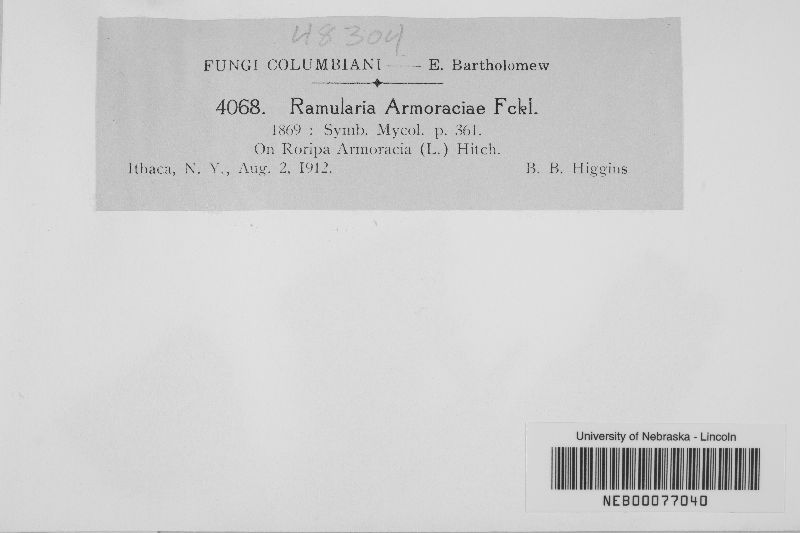 48304
FUNGI COLUMBIANI — E. Bartholomew
4068. Ramularia Armoraciae Fckl.
1869 : Symb. Mycol. p. 361.
On Roripa Armoracia (L.) Hitch.
Ithaca, N. Y., Aug. 2, 1912. B. B. Higgins
University of Nebraska - Lincoln
NEB00077040